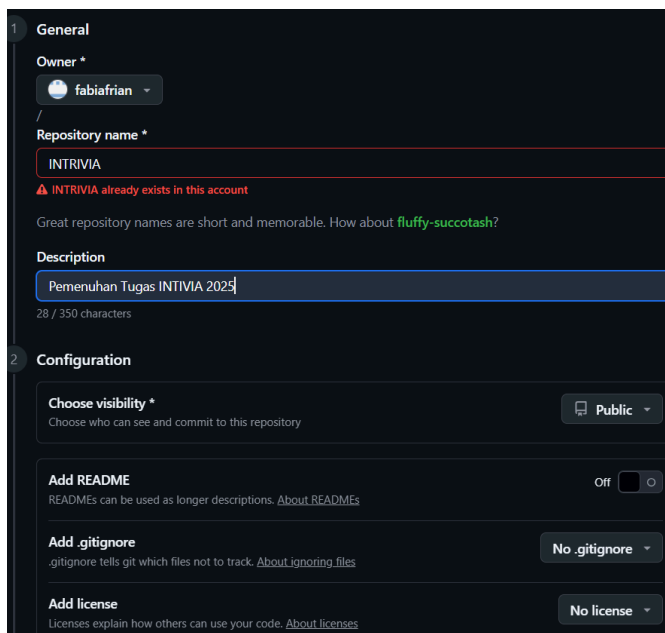 1
General
Owner *
fabiafrian
/
Repository name *
INTRIVIA
INTRIVIA already exists in this account
Great repository names are short and memorable. How about fluffy-succotash?
Description
Pemenuhan Tugas INTIVIA 2025
28 / 350 characters
2
Configuration
Choose visibility *
Public
Choose who can see and commit to this repository
Add README
Off
READMEs can be used as longer descriptions. About READMEs
Add .gitignore
No .gitignore
.gitignore tells git which files not to track. About ignoring files
Add license
No license
Licenses explain how others can use your code. About licenses